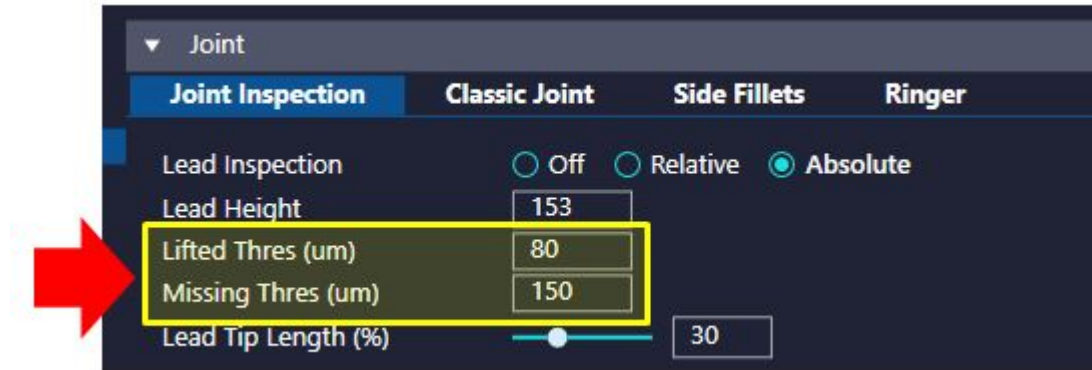 Joint
Joint Inspection Classic Joint Side Fillets Ringer
Lead Inspection Off Relative Absolute
Lead Height 153
Lifted Thres (um) 80
Missing Thres (um) 150
Lead Tip Length (%) 30